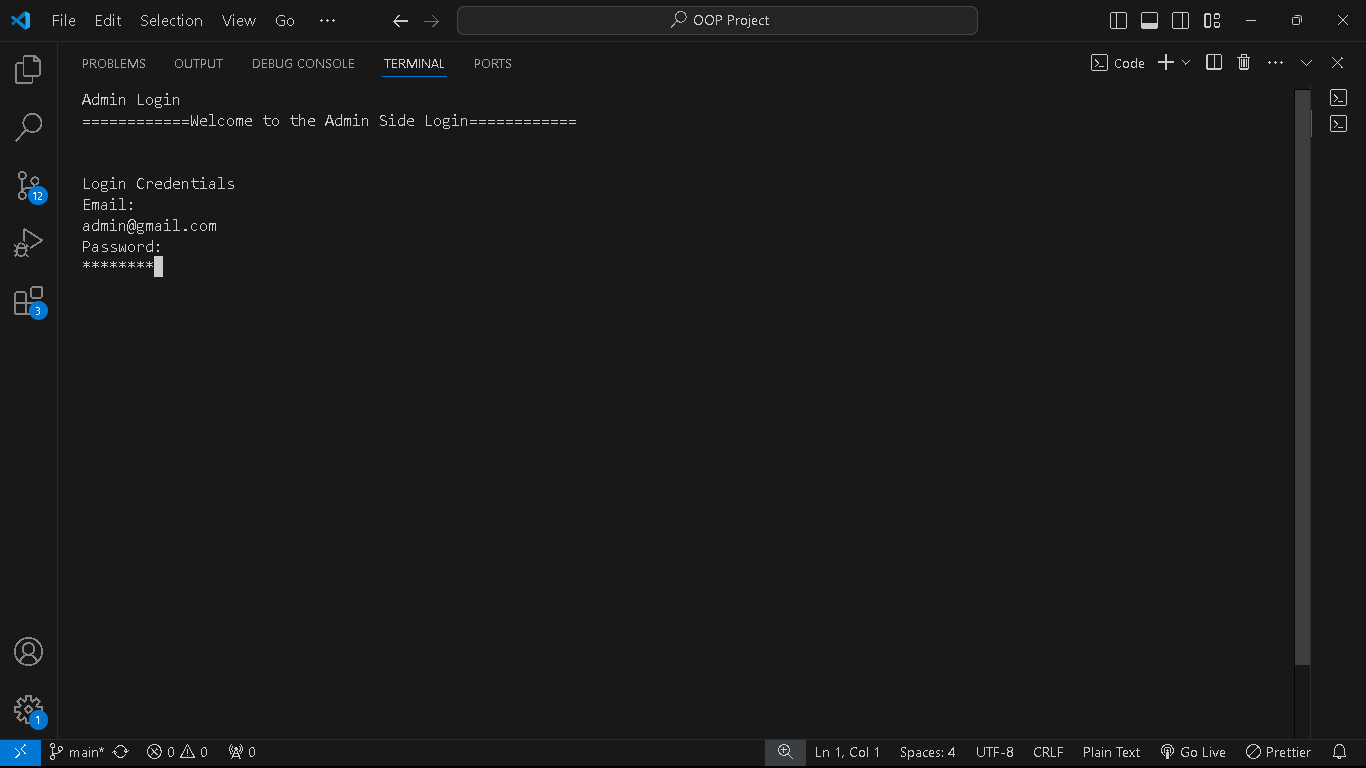 File Edit Selection View Go ... OOP Project
PROBLEMS OUTPUT DEBUG CONSOLE TERMINAL PORTS Code
Admin Login
============Welcome to the Admin Side Login============
Login Credentials
Email:
admin@gmail.com
Password:
********
12
3
1
main* 0 0 0 Ln 1, Col 1 Spaces: 4 UTF-8 CRLF Plain Text Go Live Prettier